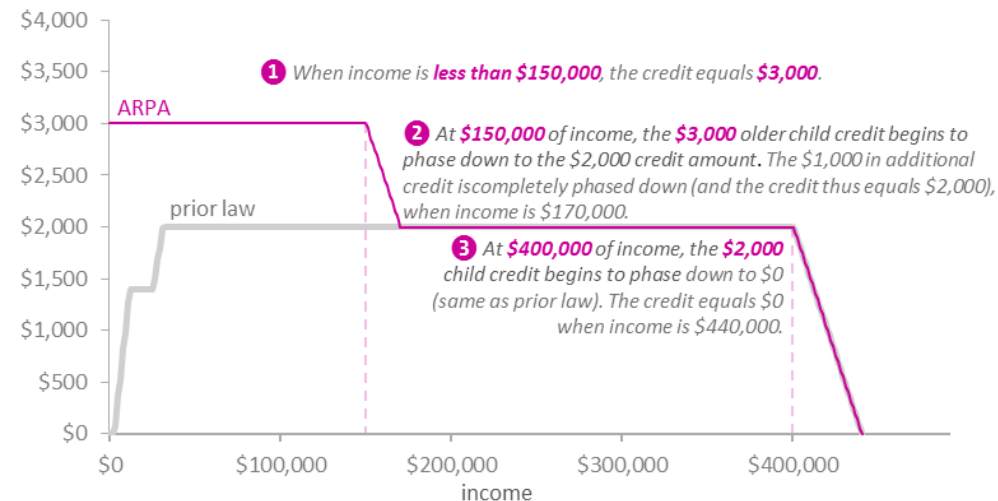 $4,000
$3,500
1 When income is less than $150,000, the credit equals $3,000.
ARPA
$3,000
2 At $150,000 of income, the $3,000 older child credit begins to
phase down to the $2,000 credit amount. The $1,000 in additional
credit iscompletely phased down (and the credit thus equals $2,000),
when income is $170,000.
$2,500
prior law
$2,000
3 At $400,000 of income, the $2,000
child credit begins to phase down to $0
(same as prior law). The credit equals $0
when income is $440,000.
$1,500
$1,000
$500
$0
$0 $100,000 $200,000 $300,000 $400,000
income